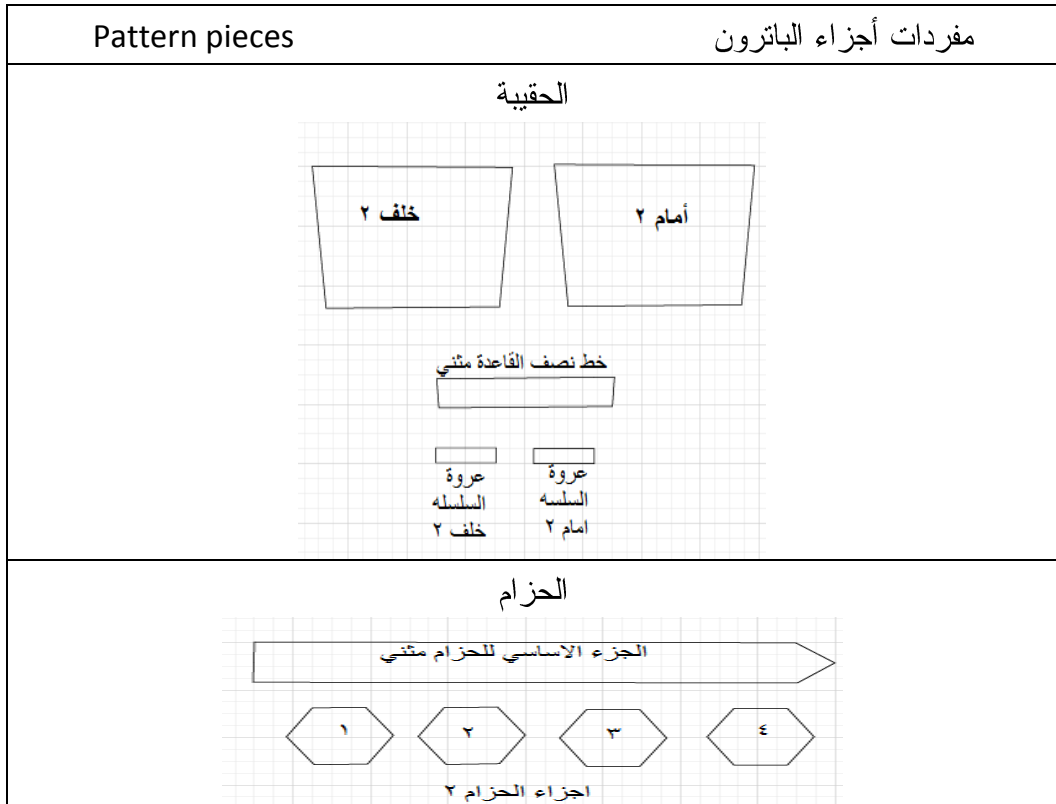 مفردات أجزاء الباترون
Pattern pieces
الحقيبة
أمام ٢
خلف ٢
خط نصف القاعدة مثني
عروة
السلسه
امام ٢
عروة
السلسله
خلف ٢
الحزام
الجزء الاساسي للحزام مثني
١
٢
٣
٤
اجزاء الحزام ٢